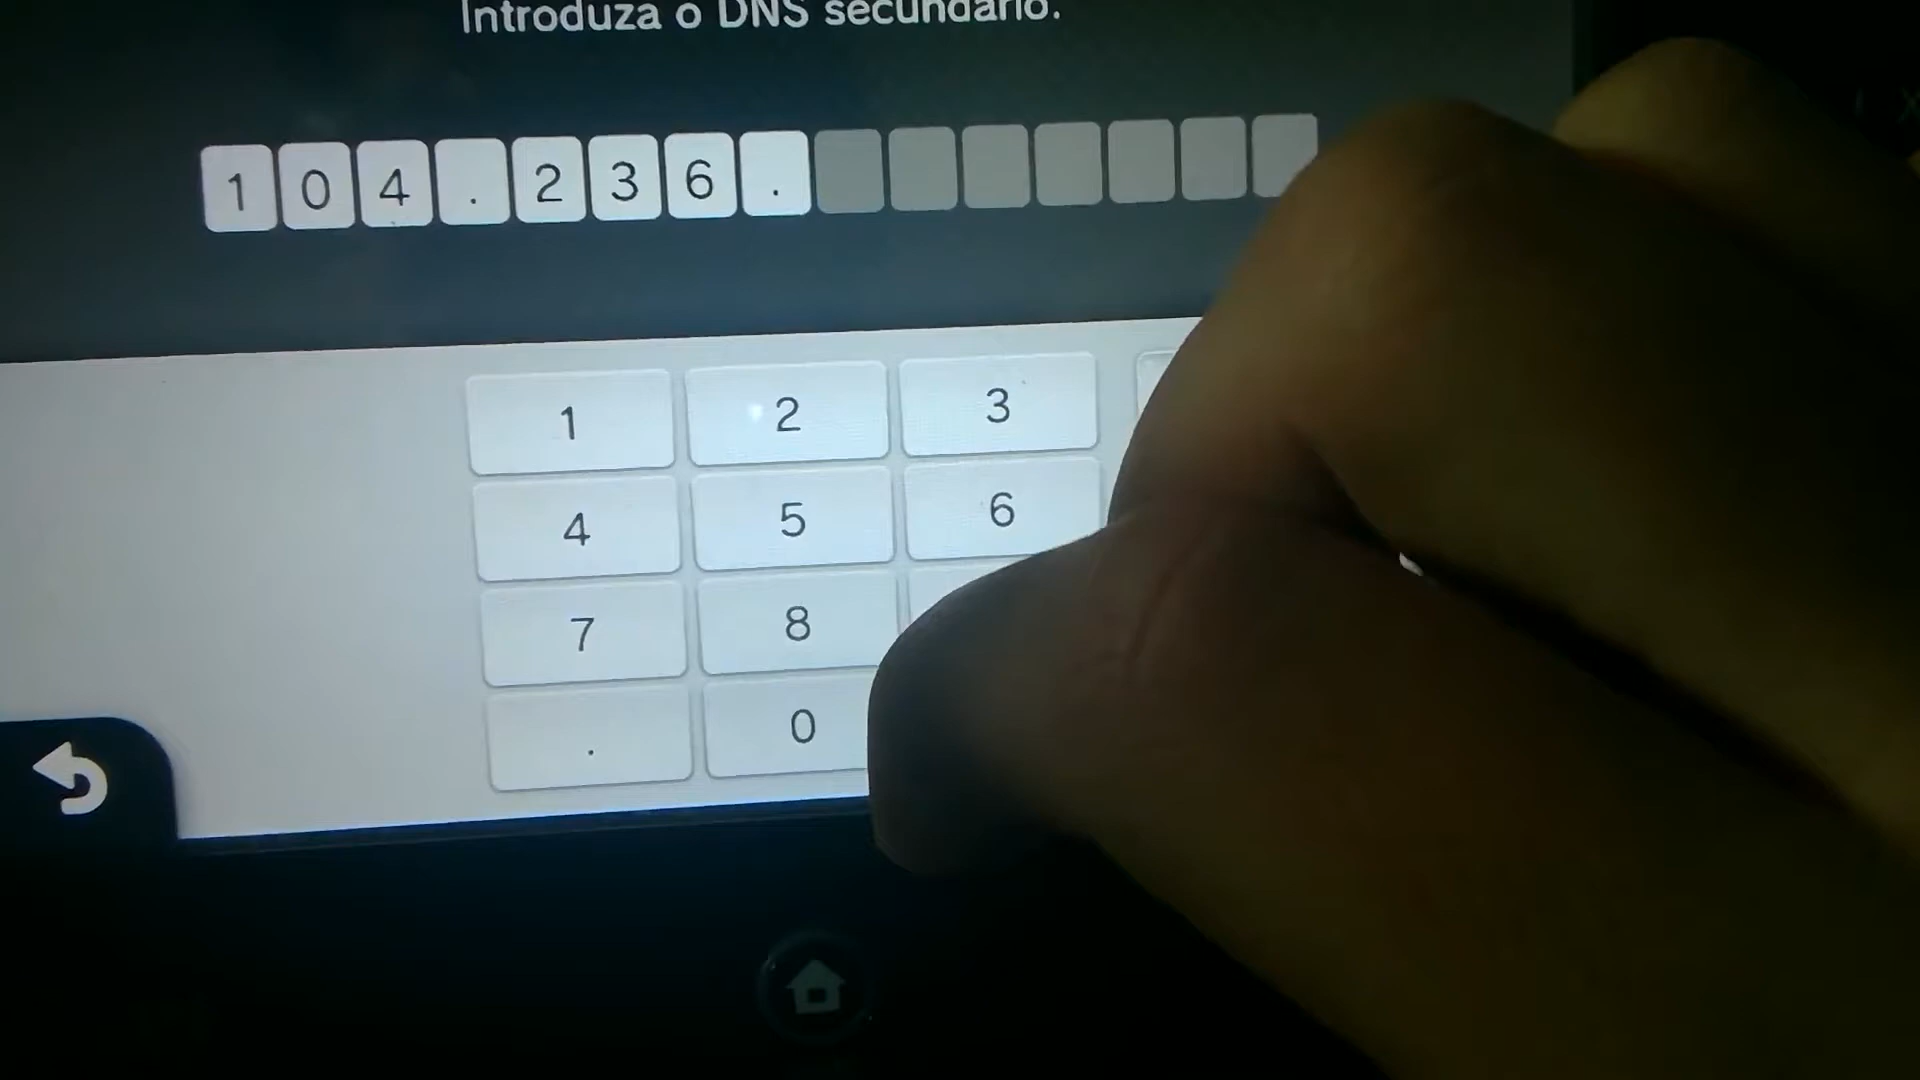 Introduza o DNS secundário.
104.236.
1 2 3
4 5 6
7 8
. 0